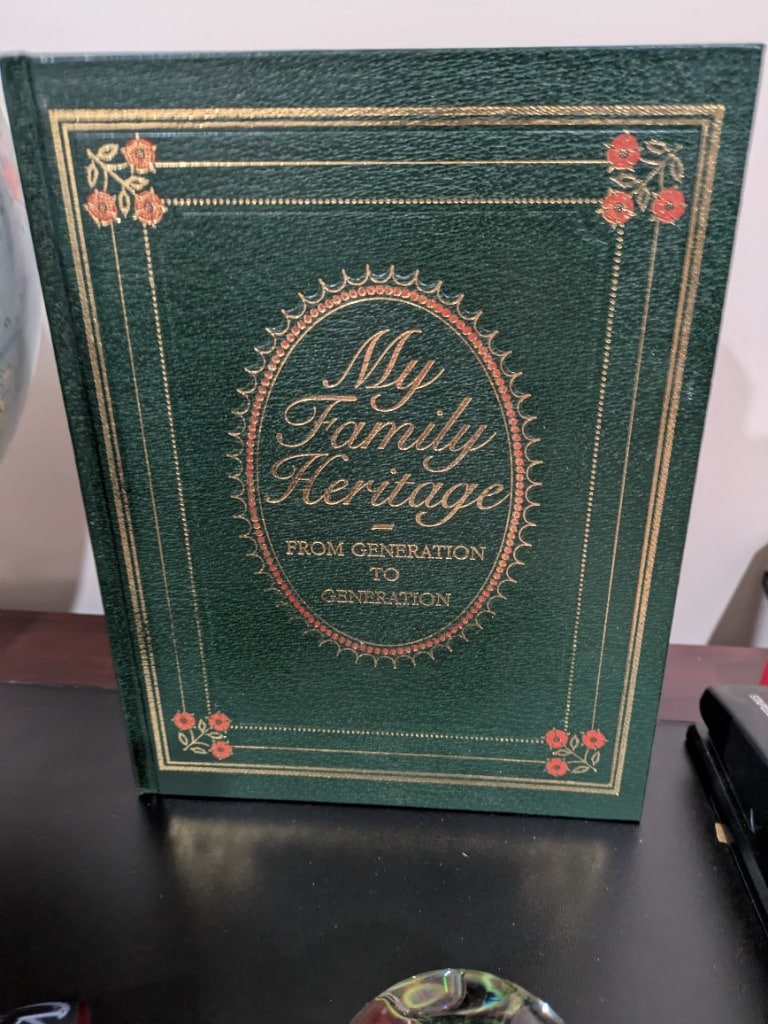 My
Family
Heritage
FROM GENERATION
TO
GENERATION